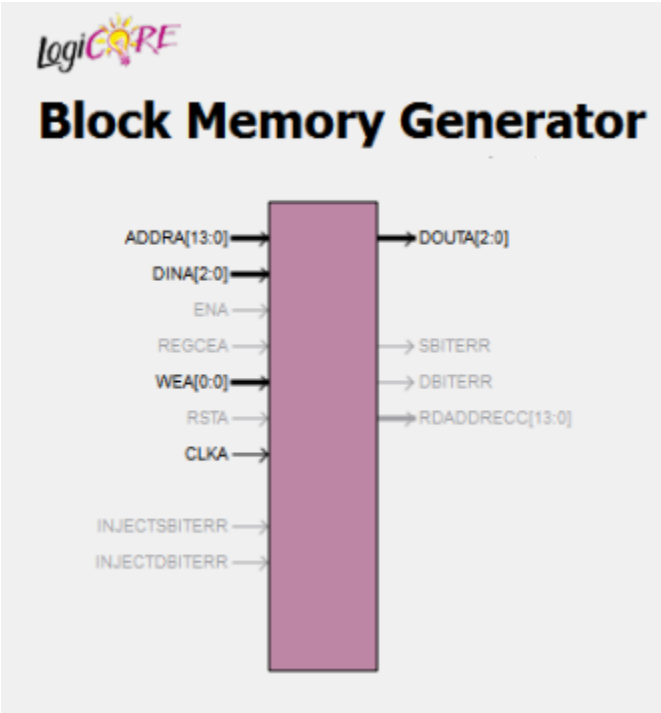 LogiCORE
Block Memory Generator
ADDRA[13:0]
DOUTA[2:0]
DINA[2:0]
ENA
REGCEA
SBITERR
WEA[0:0]
DBITERR
RSTA
RDADDRECC[13:0]
CLKA
INJECTSBITERR
INJECTDBITERR